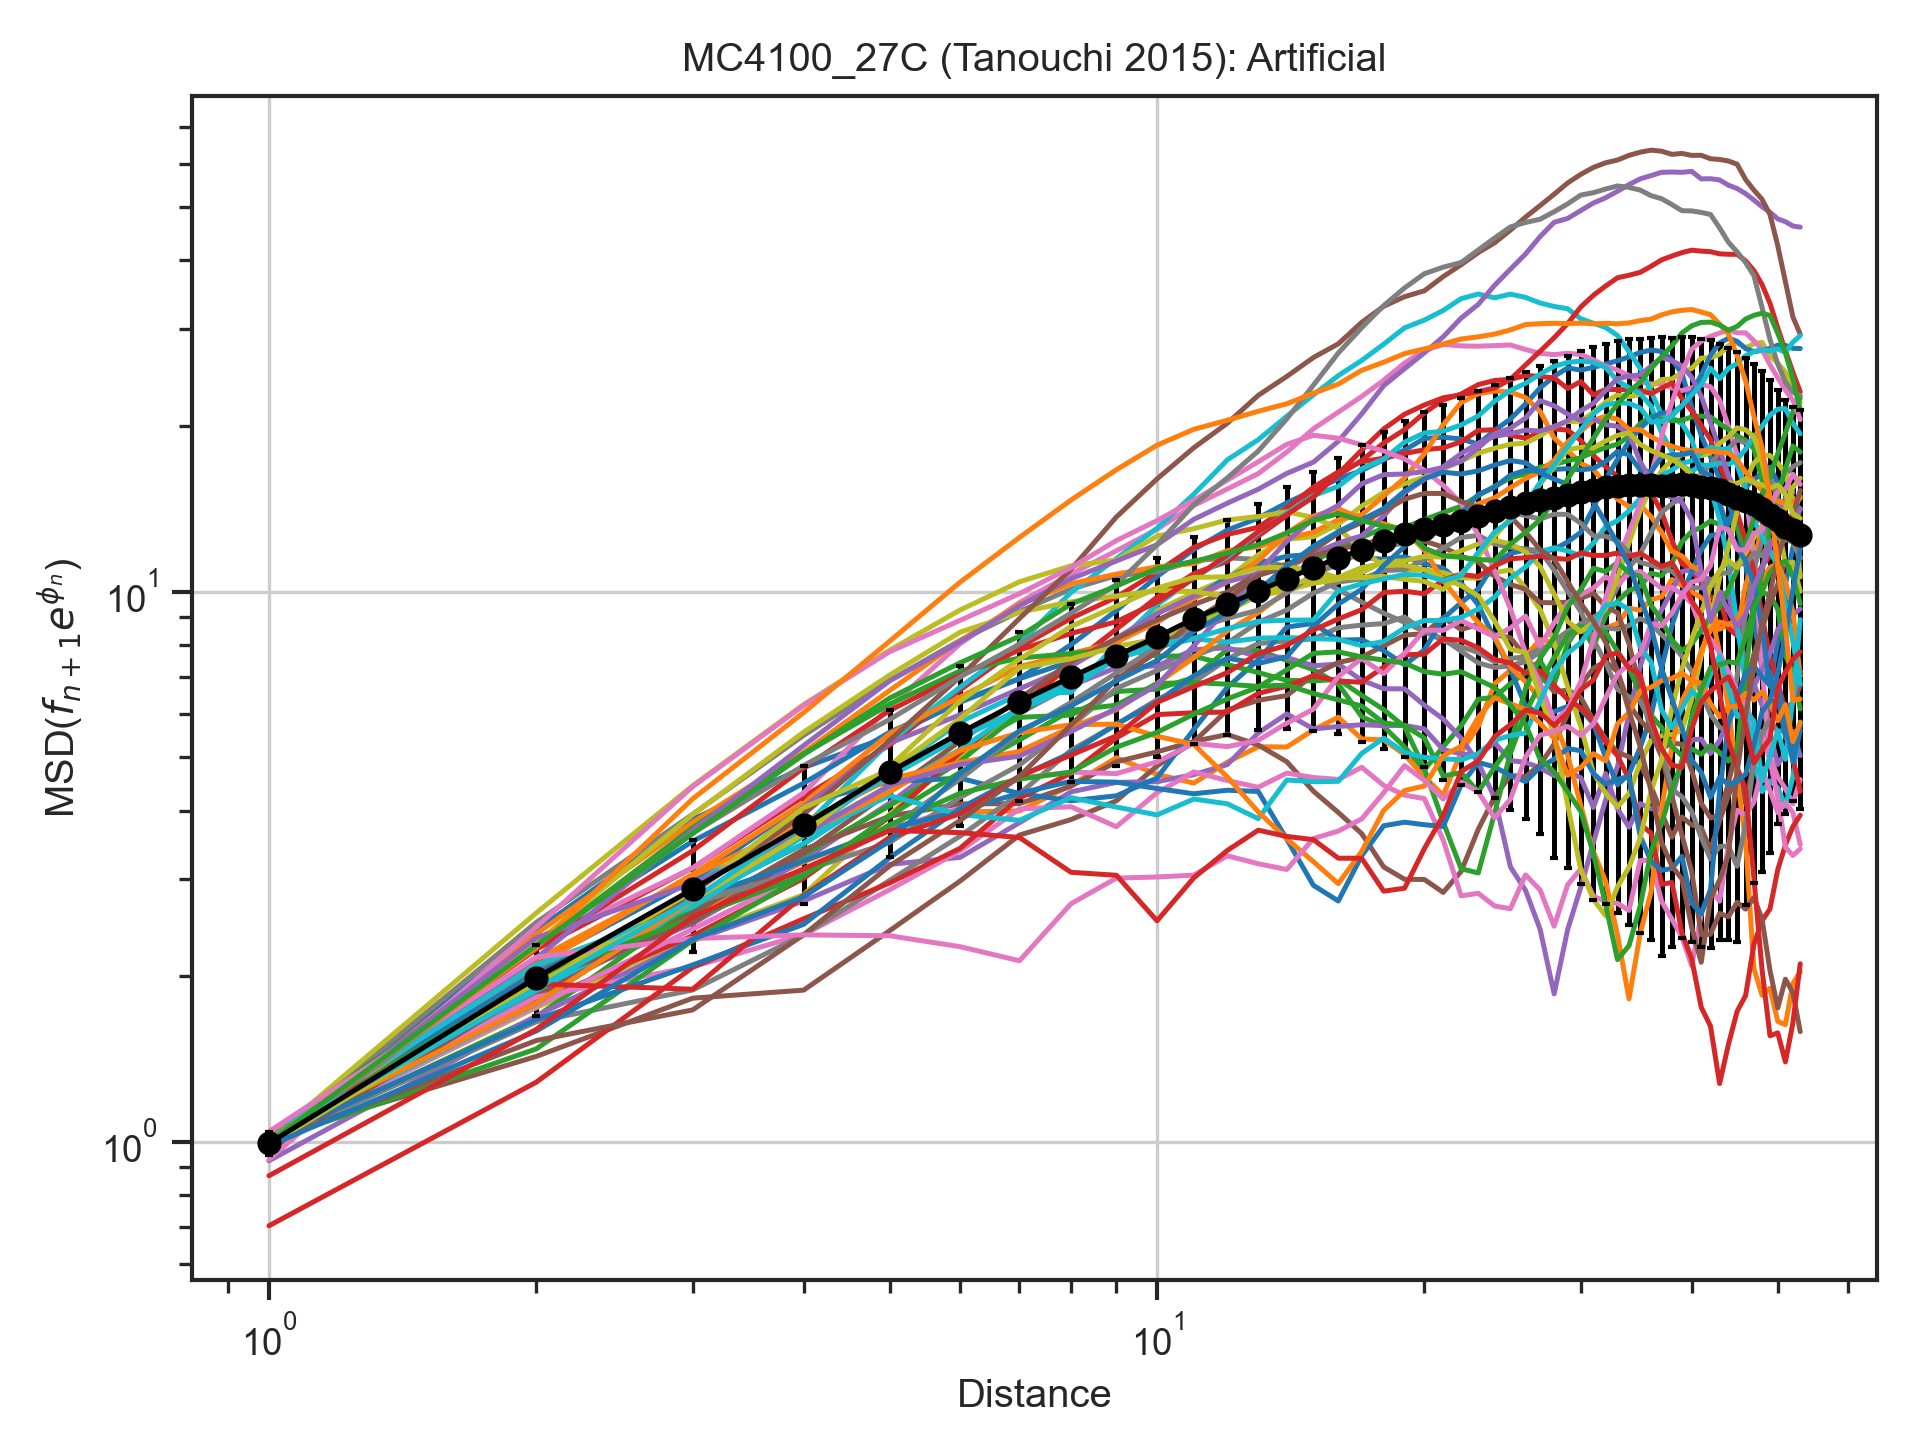 MC4100_27C (Tanouchi 2015): Artificial
MSD(f_{n+1}e^{ϕ_n})
10^1
10^0
10^0
10^1
Distance